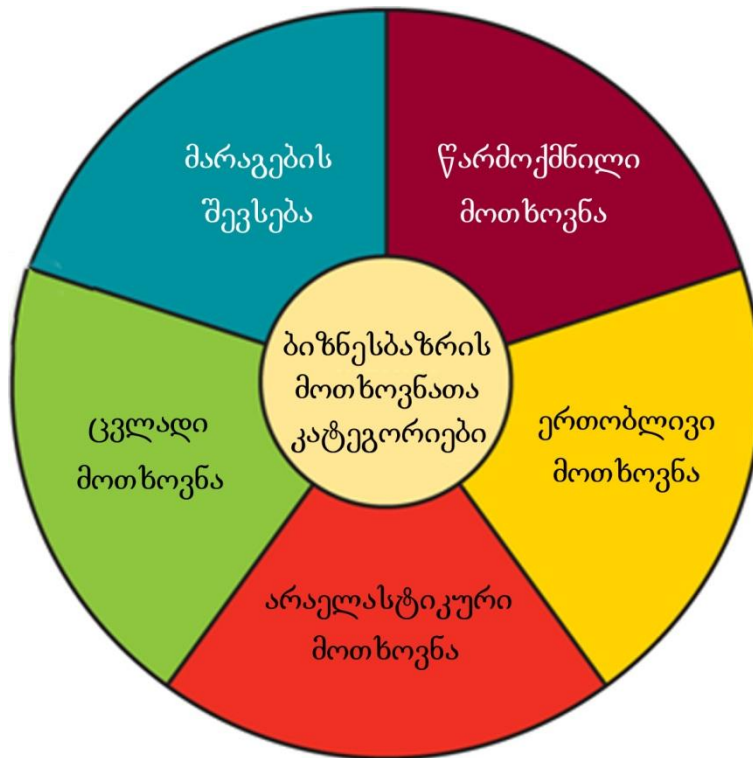 მარაგების
შევსება
წარმოქმნილი
მოთხოვნა
ბიზნესბაზრის
მოთხოვნათა
კატეგორიები
ცვლადი
მოთხოვნა
ერთობლივი
მოთხოვნა
არაელასტიკური
მოთხოვნა